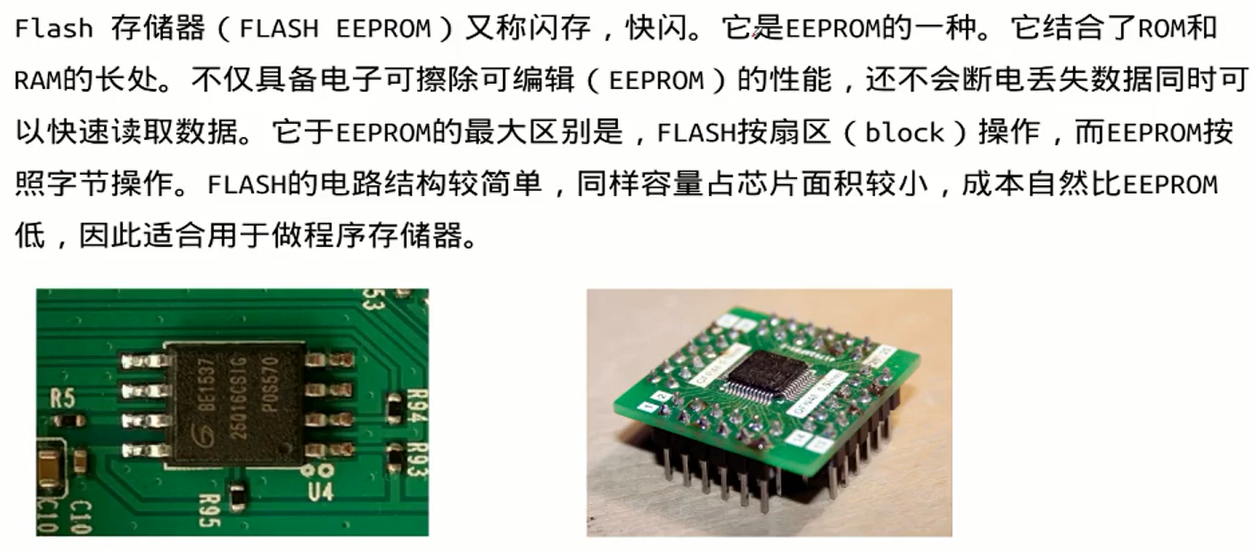 Flash 存储器（FLASH EEPROM）又称闪存，快闪。它是EEPROM的一种。它结合了ROM和
RAM的长处。不仅具备电子可擦除可编辑（EEPROM）的性能，还不会断电丢失数据同时可
以快速读取数据。它于EEPROM的最大区别是，FLASH按扇区（block）操作，而EEPROM按
照字节操作。FLASH的电路结构较简单，同样容量占芯片面积较小，成本自然比EEPROM
低，因此适合用于做程序存储器。
53
R5
BE1537
25Q16CSIG
POS570
R94
R93
U4
R95
C10
C10
1
2